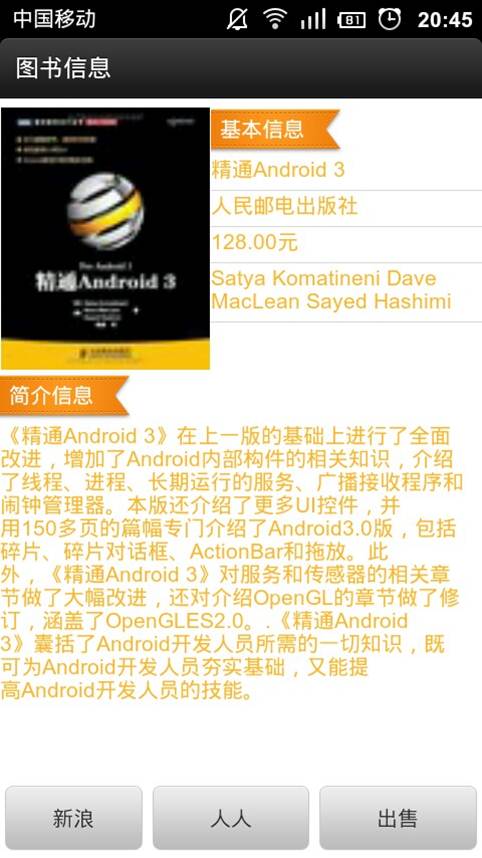 中国移动
81
20:45
图书信息
Pro Android 3
精通Android 3
基本信息
精通Android 3
人民邮电出版社
128.00元
Satya Komatineni Dave
MacLean Sayed Hashimi
简介信息
《精通Android 3》在上一版的基础上进行了全面
改进，增加了Android内部构件的相关知识，介绍
了线程、进程、长期运行的服务、广播接收程序和
闹钟管理器。本版还介绍了更多UI控件，并
用150多页的篇幅专门介绍了Android3.0版，包括
碎片、碎片对话框、ActionBar和拖放。此
外，《精通Android 3》对服务和传感器的相关章
节做了大幅改进，还对介绍OpenGL的章节做了修
订，涵盖了OpenGLES2.0。.《精通Android
3》囊括了Android开发人员所需的一切知识，既
可为Android开发人员夯实基础，又能提
高Android开发人员的技能。
新浪
人人
出售